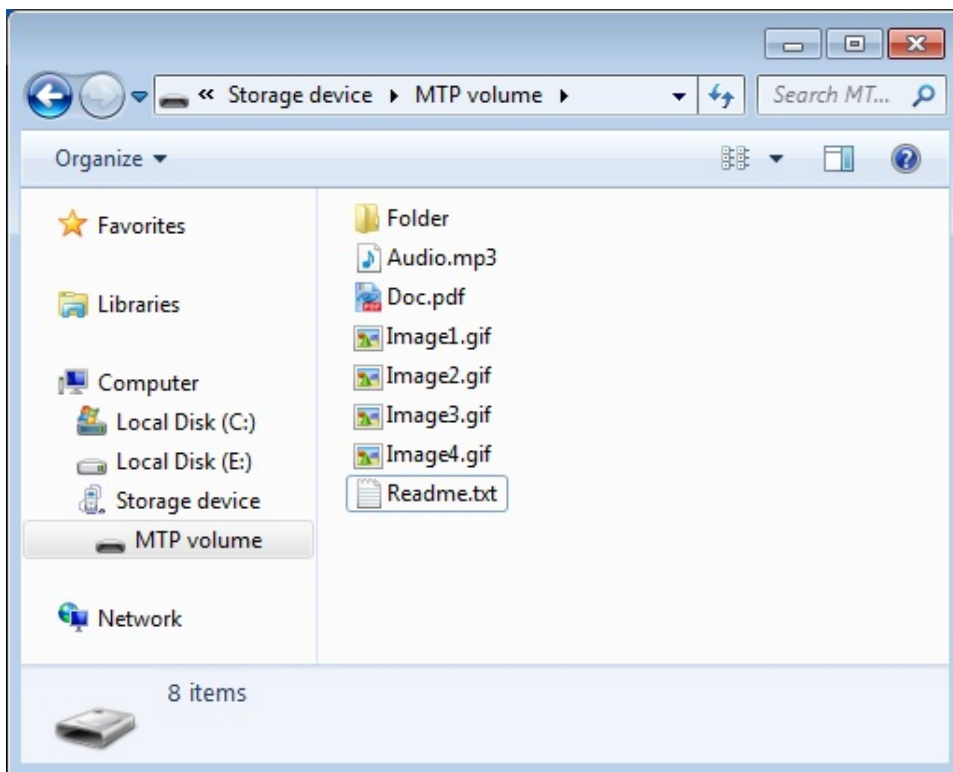 « Storage device ▸ MTP volume ▸
Search MT...
Organize
Favorites
Libraries
Computer
Local Disk (C:)
Local Disk (E:)
Storage device
MTP volume
Network
Folder
Audio.mp3
Doc.pdf
Image1.gif
Image2.gif
Image3.gif
Image4.gif
Readme.txt
8 items